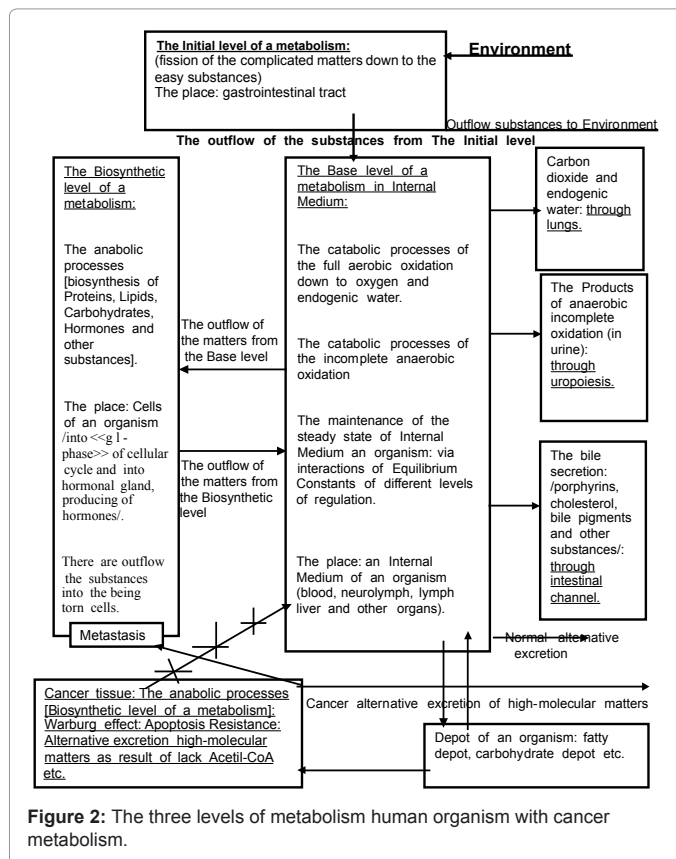 The Initial level of a metabolism:
(fission of the complicated matters down to the
easy substances)
The place: gastrointestinal tract
Environment
Outflow substances to Environment
The outflow of the substances from The Initial level
The Biosynthetic
level of a
metabolism:
The anabolic
processes
[biosynthesis of
Proteins, Lipids,
Carbohydrates,
Hormones and
other
substances].
The place: Cells
of an organism
/into <<g l -
phase>> of cellular
cycle and into
hormonal gland,
producing of
hormones/.
There are outflow
the substances
into the being
torn cells.
Metastasis
The outflow of
the matters from
the Base level
The outflow of
the matters from
the Biosynthetic
level
The Base level of a
metabolism in Internal
Medium:
The catabolic processes of
the full aerobic oxidation
down to oxygen and
endogenic water.
The catabolic processes of
the incomplete anaerobic
oxidation
The maintenance of the
steady state of Internal
Medium an organism: via
interactions of Equilibrium
Constants of different levels
of regulation.
The place: an Internal
Medium of an organism
(blood, neurolymph, lymph
liver and other organs).
Carbon
dioxide and
endogenic
water: through
lungs.
The Products
of anaerobic
incomplete
oxidation (in
urine):
through
uropoiesis.
The bile
secretion:
/porphyrins,
cholesterol,
bile pigments
and other
substances/:
through
intestinal
channel.
Normal alternative
excretion
Cancer tissue: The anabolic processes
[Biosynthetic level of a metabolism]:
Warburg effect: Apoptosis Resistance:
Alternative excretion high-molecular
matters as result of lack Acetil-CoA
etc.
Cancer alternative excretion of high-molecular matters
Depot of an organism: fatty
depot, carbohydrate depot etc.
Figure 2: The three levels of metabolism human organism with cancer
metabolism.